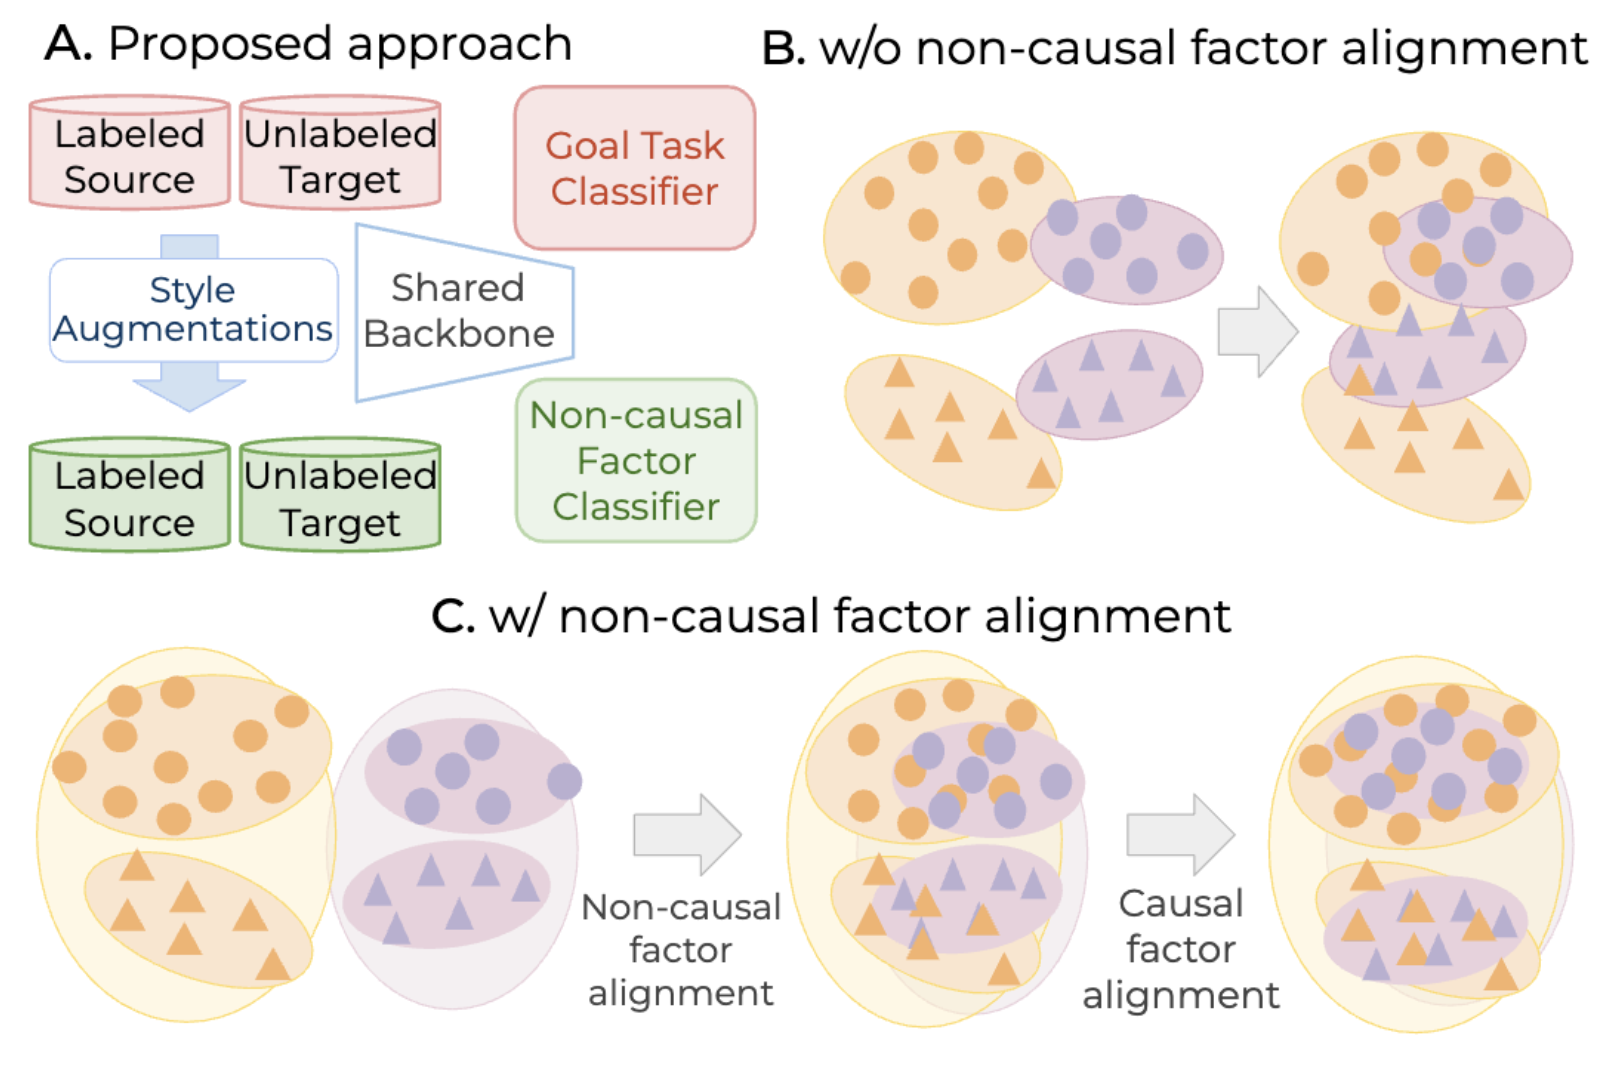 A. Proposed approach
Labeled
Source
Unlabeled
Target
Goal Task
Classifier
Style
Augmentations
Shared
Backbone
Labeled
Source
Unlabeled
Target
Non-causal
Factor
Classifier
B. w/o non-causal factor alignment
C. w/ non-causal factor alignment
Non-causal
factor
alignment
Causal
factor
alignment